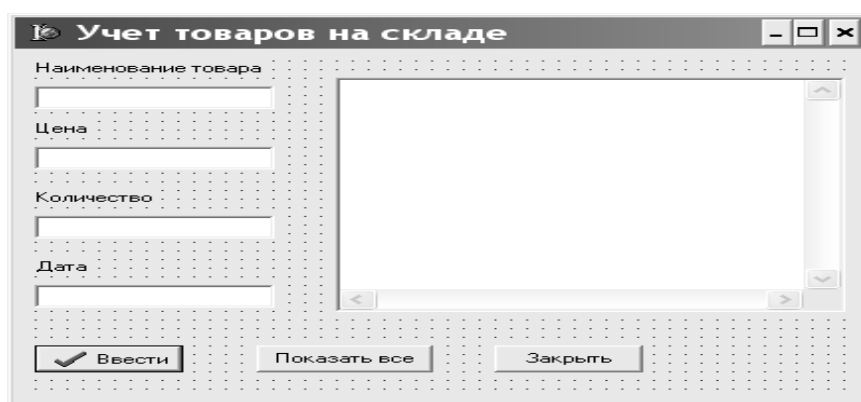 Учет товаров на складе
Наименование товара
Цена
Количество
Дата
Ввести
Показать все
Закрыть